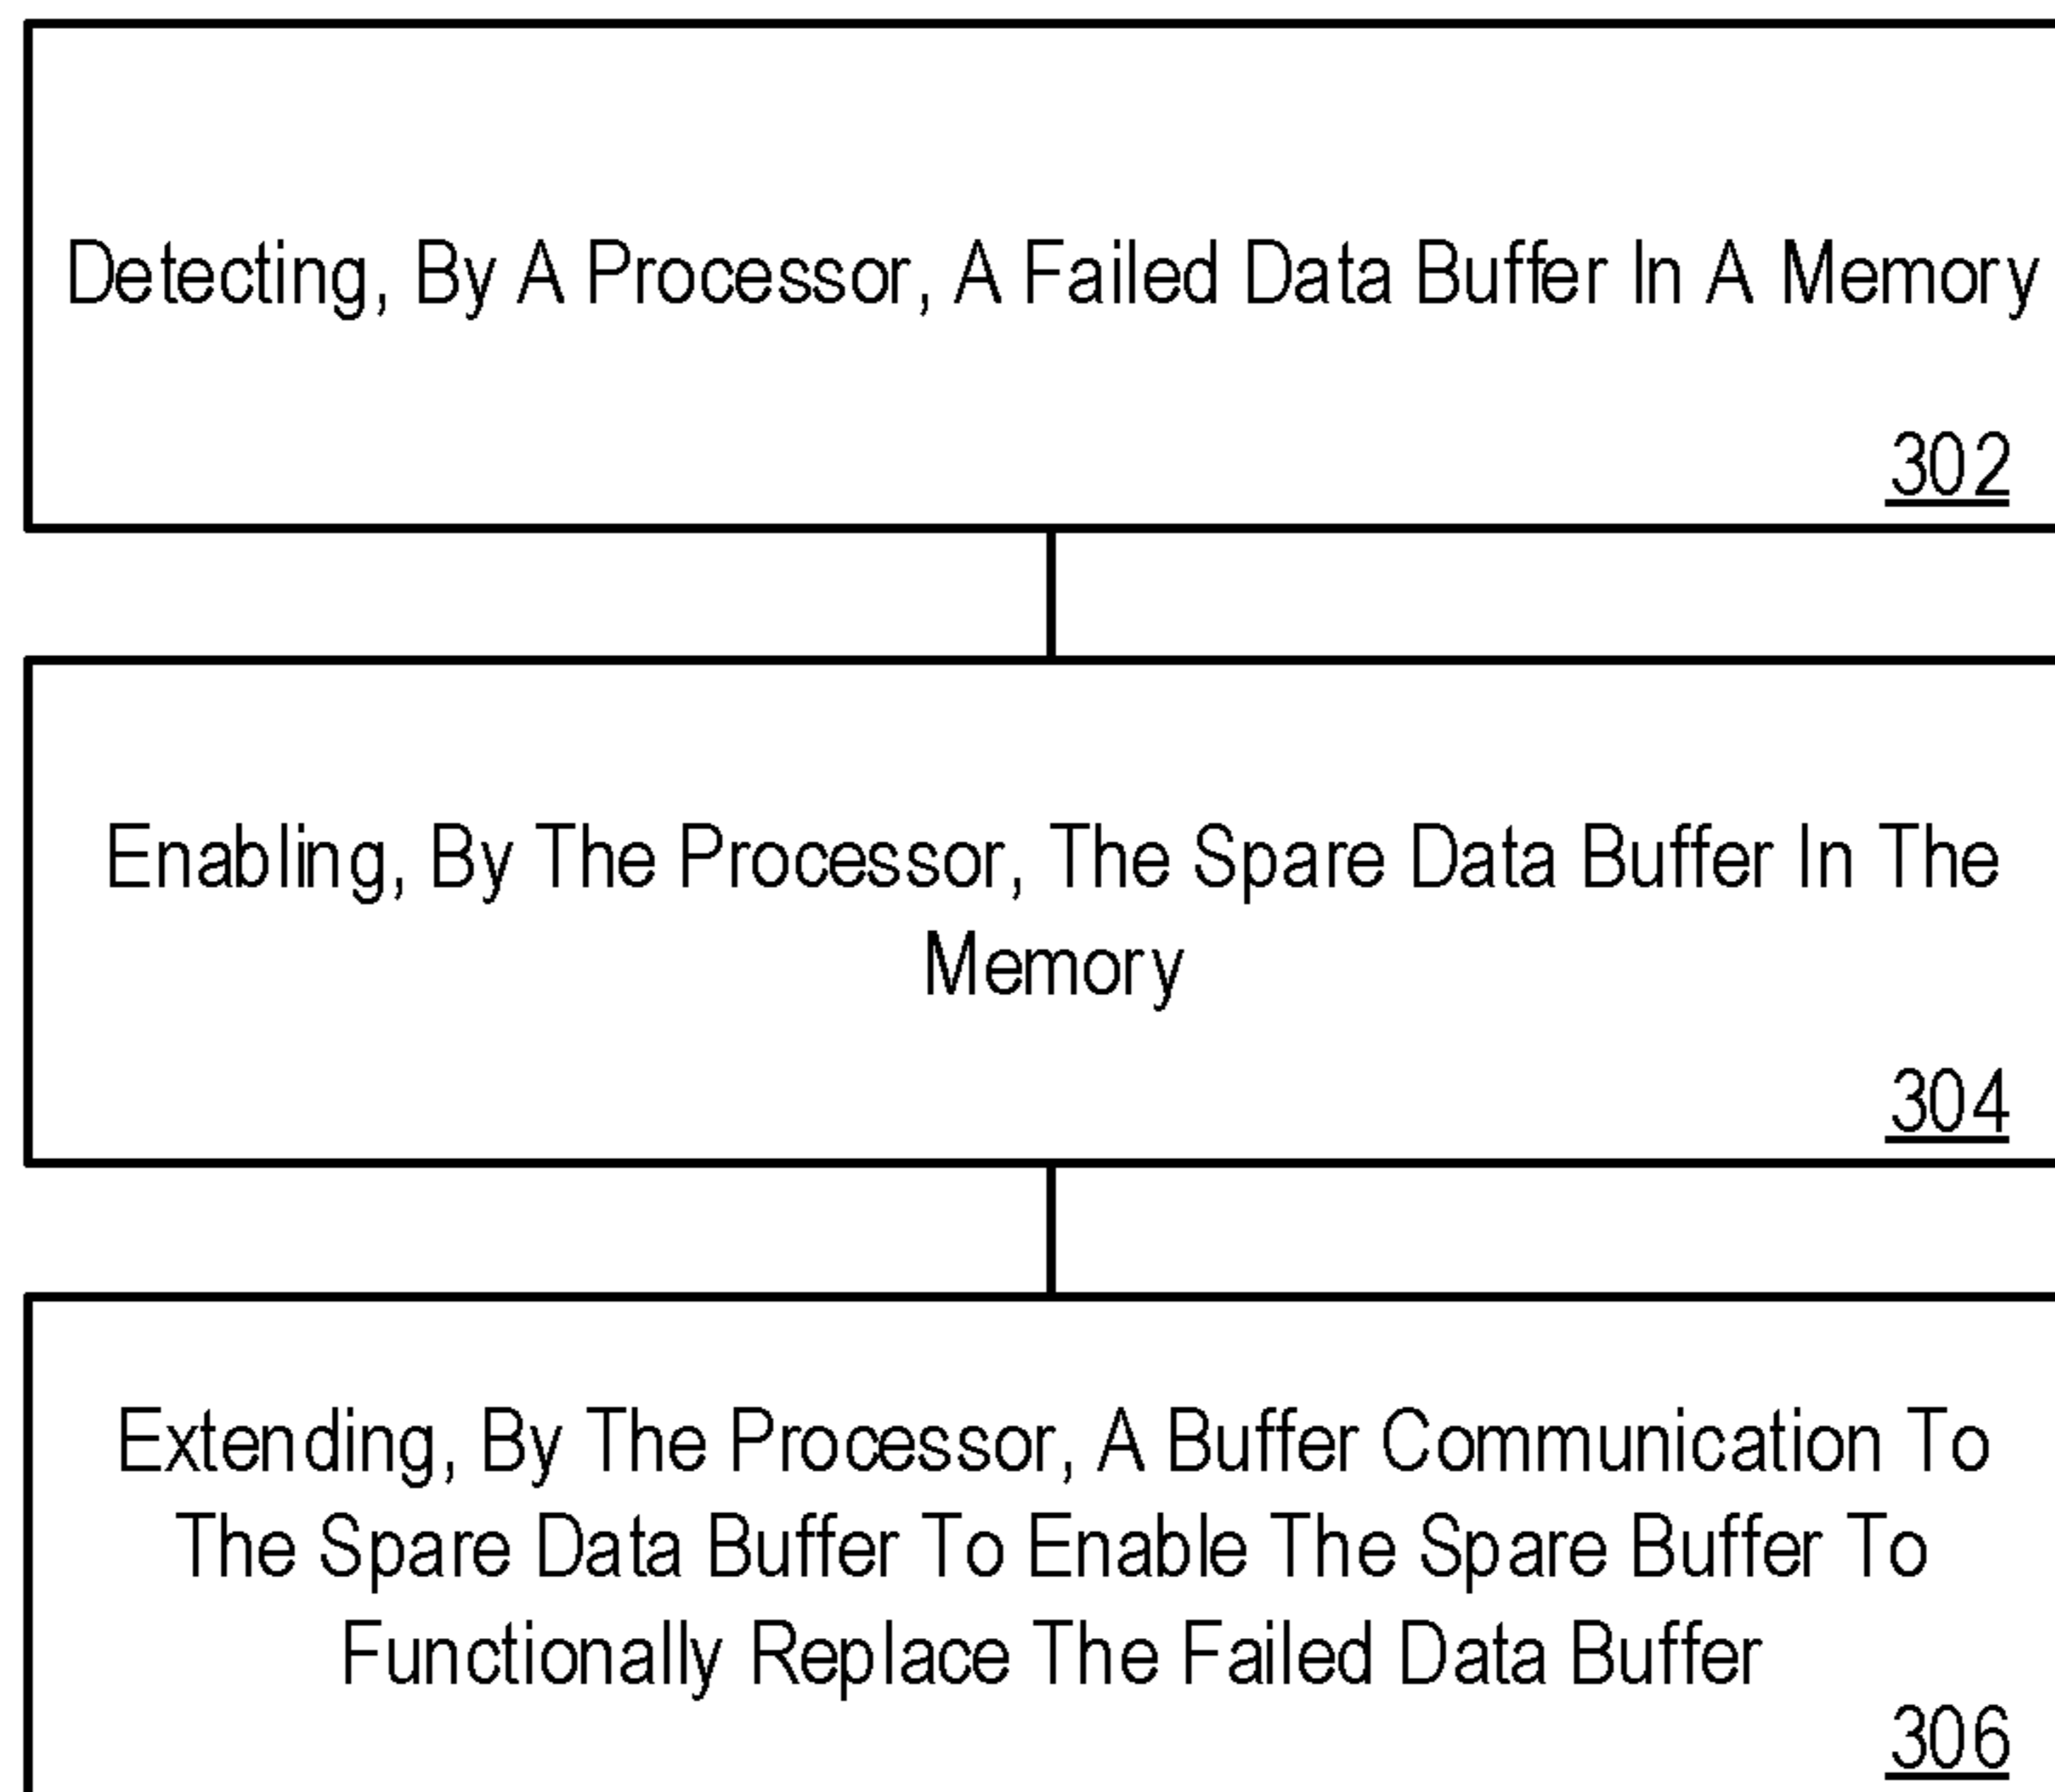 Detecting, By A Processor, A Failed Data Buffer In A Memory
302
Enabling, By The Processor, The Spare Data Buffer In The
Memory
304
Extending, By The Processor, A Buffer Communication To
The Spare Data Buffer To Enable The Spare Buffer To
Functionally Replace The Failed Data Buffer
306